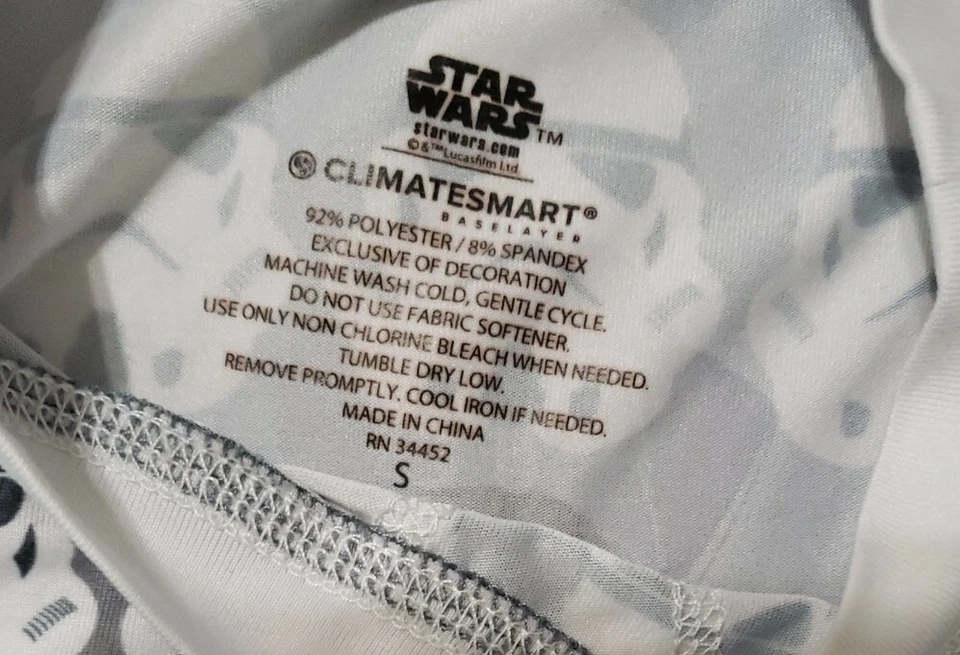 STAR
WARS™
starwars.com
©&™Lucasfilm Ltd.
CLIMATESMART®
BASELAYER
92% POLYESTER / 8% SPANDEX
EXCLUSIVE OF DECORATION
MACHINE WASH COLD, GENTLE CYCLE.
DO NOT USE FABRIC SOFTENER.
USE ONLY NON CHLORINE BLEACH WHEN NEEDED.
TUMBLE DRY LOW.
REMOVE PROMPTLY. COOL IRON IF NEEDED.
MADE IN CHINA
RN 34452
S